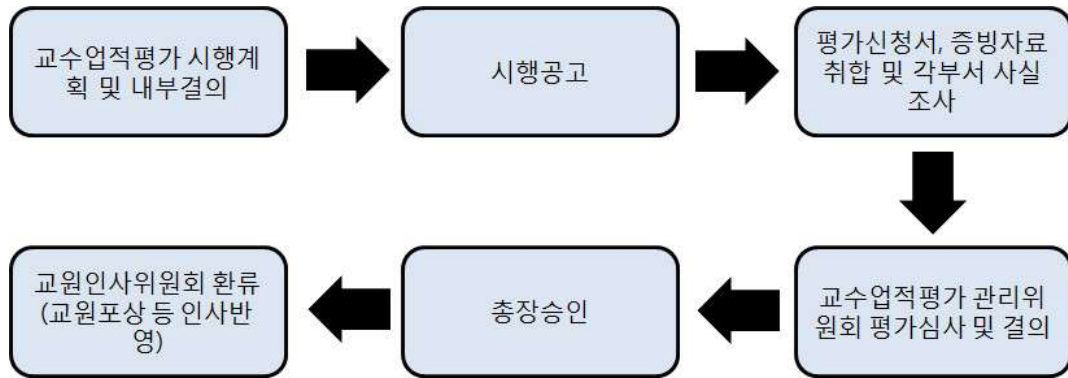 교수업적평가 시행계
획 및 내부결의
시행공고
평가신청서, 증빙자료
취합 및 각부서 사실
조사
교수업적평가 관리위
원회 평가심사 및 결의
총장승인
교원인사위원회 환류
(교원포상 등 인사반
영)